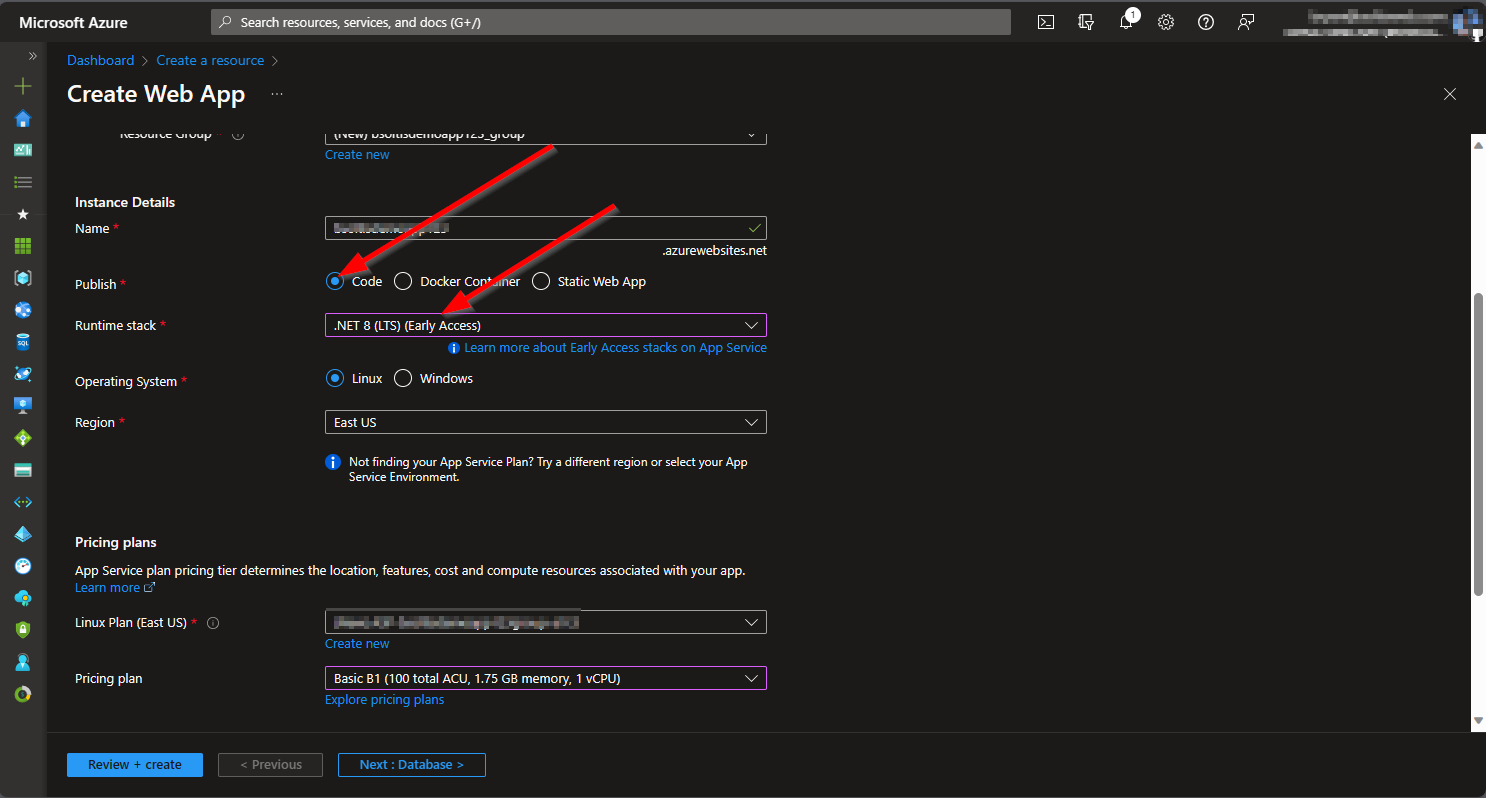 Microsoft Azure
Search resources, services, and docs (G+/)
1
Dashboard > Create a resource >
Create Web App ...
Resource Group *
(New) bsoltisdemoapp123_group
Create new
Instance Details
Name *
.azurewebsites.net
Publish *
Code
Docker Container
Static Web App
Runtime stack *
.NET 8 (LTS) (Early Access)
Learn more about Early Access stacks on App Service
Operating System *
Linux
Windows
Region *
East US
Not finding your App Service Plan? Try a different region or select your App
Service Environment.
Pricing plans
App Service plan pricing tier determines the location, features, cost and compute resources associated with your app.
Learn more
Linux Plan (East US) *
Create new
Pricing plan
Basic B1 (100 total ACU, 1.75 GB memory, 1 vCPU)
Explore pricing plans
Review + create
< Previous
Next : Database >